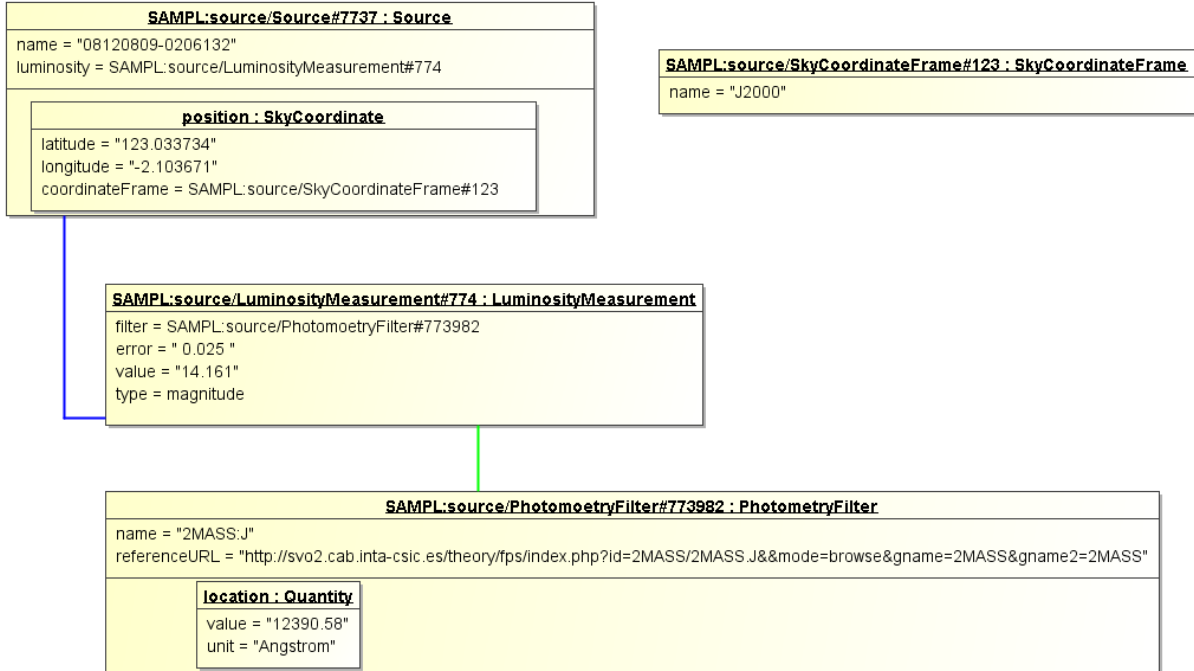 SAMPL:source/Source#7737 : Source
name = "08120809-0206132"
luminosity = SAMPL:source/LuminosityMeasurement#774
position : SkyCoordinate
latitude = "123.033734"
longitude = "-2.103671"
coordinateFrame = SAMPL:source/SkyCoordinateFrame#123
SAMPL:source/SkyCoordinateFrame#123 : SkyCoordinateFrame
name = "J2000"
SAMPL:source/LuminosityMeasurement#774 : LuminosityMeasurement
filter = SAMPL:source/PhotomoetryFilter#773982
error = " 0.025 "
value = "14.161"
type = magnitude
SAMPL:source/PhotomoetryFilter#773982 : PhotometryFilter
name = "2MASS:J"
referenceURL = "http://svo2.cab.inta-csic.es/theory/fps/index.php?id=2MASS/2MASS.J&&mode=browse&gname=2MASS&gname2=2MASS"
location : Quantity
value = "12390.58"
unit = "Angstrom"